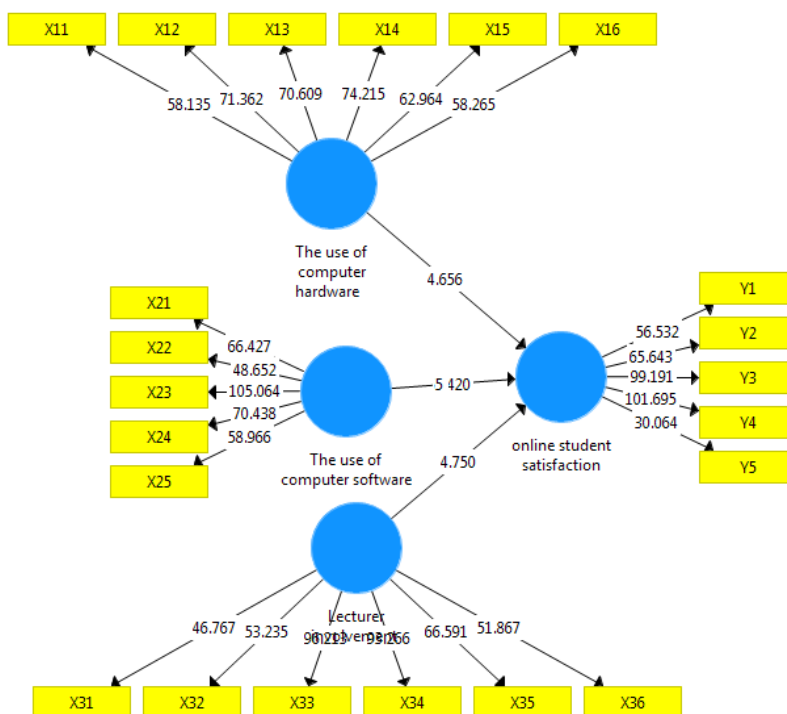 X11 X12 X13 X14 X15 X16
58.135 71.362 70.609 74.215 62.964 58.265
The use of
computer
hardware
4.656
X21
X22
X23
X24
X25
66.427
48.652
105.064
70.438
58.966
The use of
computer software
5 420
4.750
Y1
Y2
Y3
Y4
Y5
56.532
65.643
99.191
101.695
30.064
online student
satisfaction
Lecturer
involvement
46.767 53.235 96.213 66.591 51.867
X31 X32 X33 X34 X35 X36